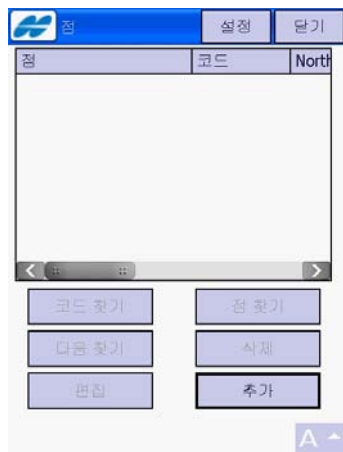 점 설정 닫기
점 코드 North
코드 찾기 점 찾기
다음 찾기 삭제
편집 추가
A